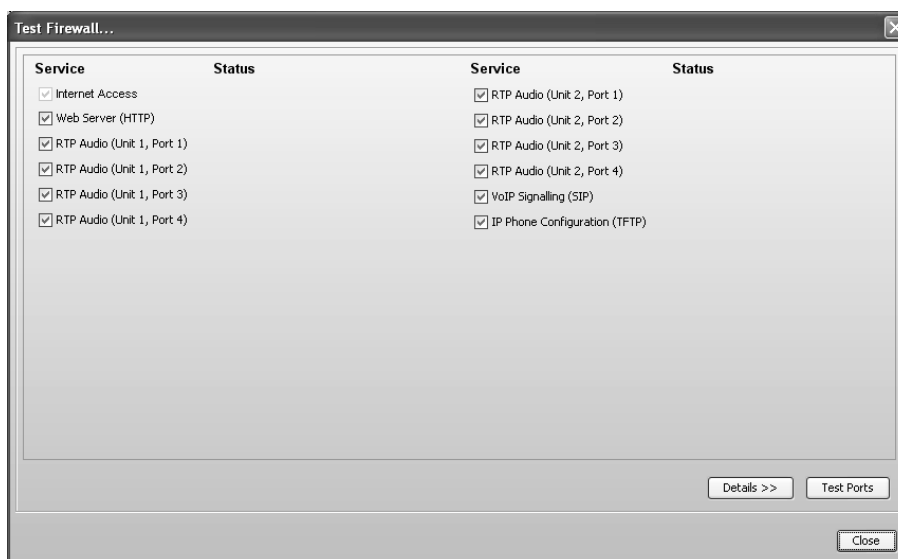 Test Firewall...
Service Status
Internet Access
Web Server (HTTP)
RTP Audio (Unit 1, Port 1)
RTP Audio (Unit 1, Port 2)
RTP Audio (Unit 1, Port 3)
RTP Audio (Unit 1, Port 4)
Service Status
RTP Audio (Unit 2, Port 1)
RTP Audio (Unit 2, Port 2)
RTP Audio (Unit 2, Port 3)
RTP Audio (Unit 2, Port 4)
VoIP Signalling (SIP)
IP Phone Configuration (TFTP)
Details >> Test Ports
Close